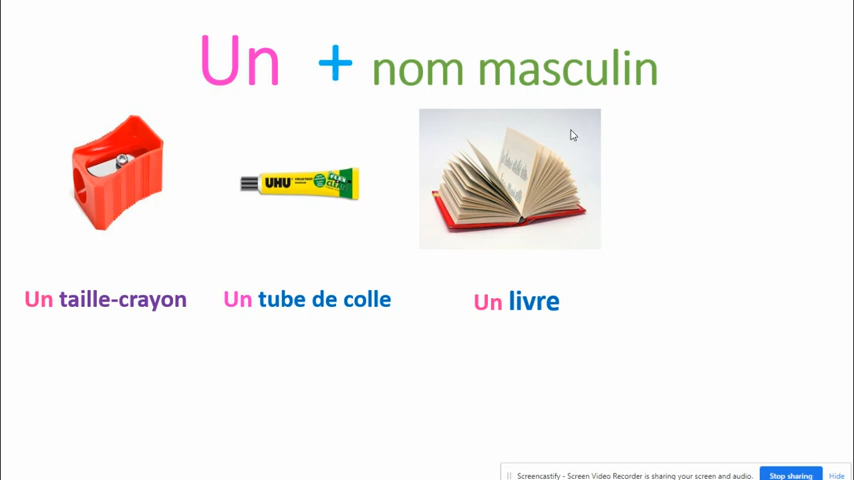 Un + nom masculin
UHU
Un taille-crayon
Un tube de colle
Un livre
Screencastify - Screen Video Recorder is sharing your screen and audio.
Stop sharing
Hide